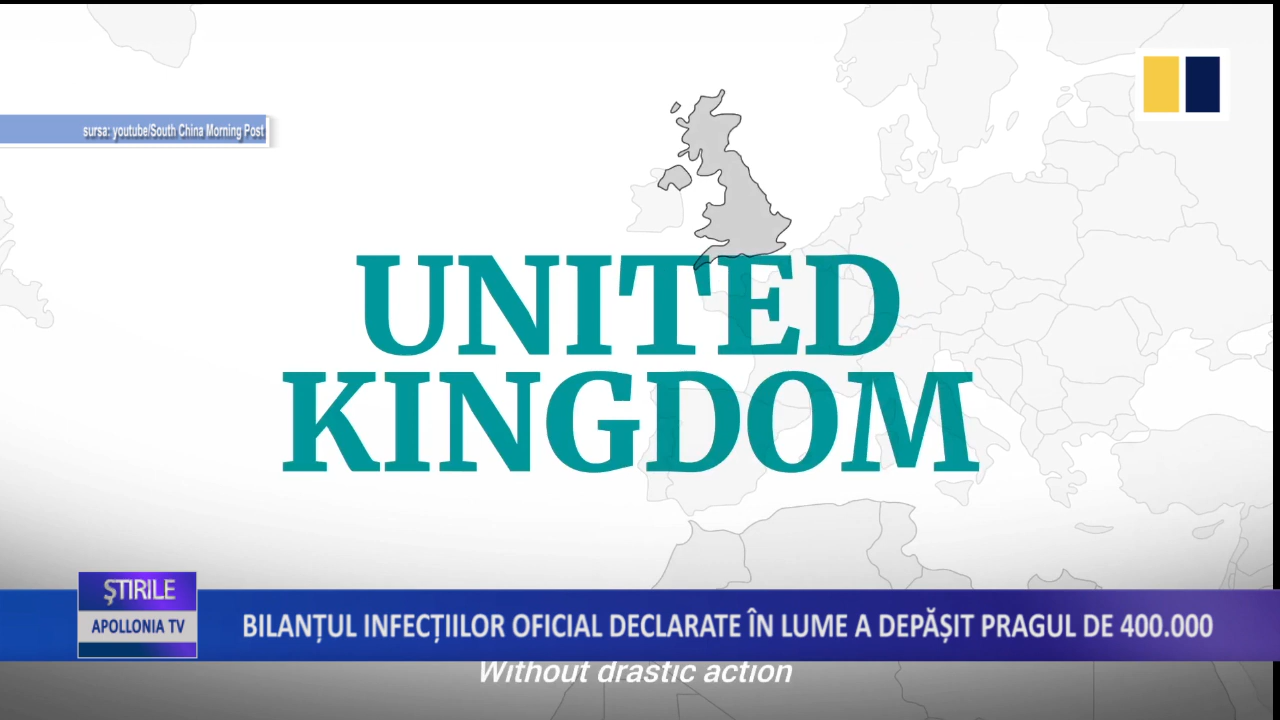 sursa: youtube/South China Morning Post
UNITED
KINGDOM
ŞTIRILE
APOLLONIA TV
BILANȚUL INFECȚIILOR OFICIAL DECLARATE ÎN LUME A DEPĂȘIT PRAGUL DE 400.000
Without drastic action